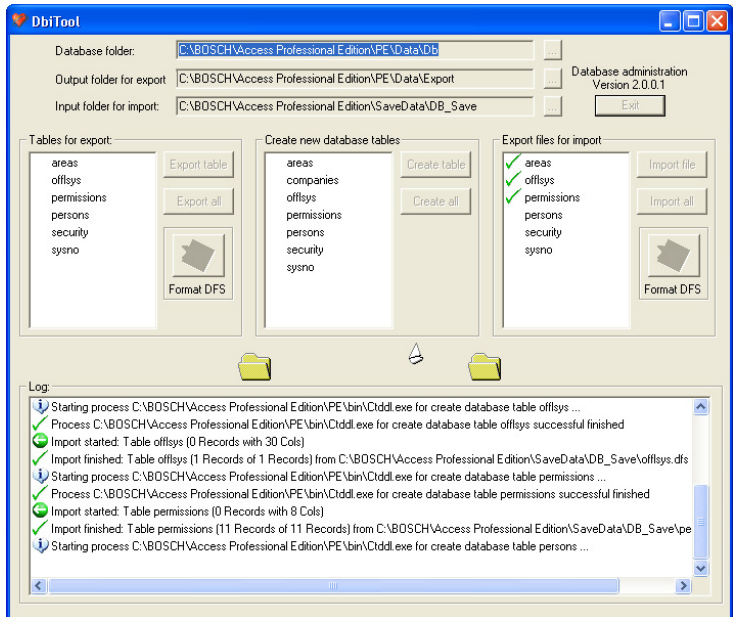 DbiTool
Database folder: C:\BOSCH\Access Professional Edition\PE\Data\Db ...
Output folder for export C:\BOSCH\Access Professional Edition\PE\Data\Export ...
Input folder for import: C:\BOSCH\Access Professional Edition\SaveData\DB_Save ...
Database administration
Version 2.0.0.1
Exit
Tables for export:
areas
offlsys
permissions
persons
security
sysno
Export table
Export all
Format DFS
Create new database tables
areas
companies
offlsys
permissions
persons
security
sysno
Create table
Create all
Export files for import
areas
offlsys
permissions
persons
security
sysno
Import file
Import all
Format DFS
Log:
Starting process C:\BOSCH\Access Professional Edition\PE\bin\Ctddl.exe for create database table offlsys ...
Process C:\BOSCH\Access Professional Edition\PE\bin\Ctddl.exe for create database table offlsys successful finished
Import started: Table offlsys (0 Records with 30 Cols)
Import finished: Table offlsys (1 Records of 1 Records) from C:\BOSCH\Access Professional Edition\SaveData\DB_Save\offlsys.dfs
Starting process C:\BOSCH\Access Professional Edition\PE\bin\Ctddl.exe for create database table permissions ...
Process C:\BOSCH\Access Professional Edition\PE\bin\Ctddl.exe for create database table permissions successful finished
Import started: Table permissions (0 Records with 8 Cols)
Import finished: Table permissions (11 Records of 11 Records) from C:\BOSCH\Access Professional Edition\SaveData\DB_Save\pe
Starting process C:\BOSCH\Access Professional Edition\PE\bin\Ctddl.exe for create database table persons ...